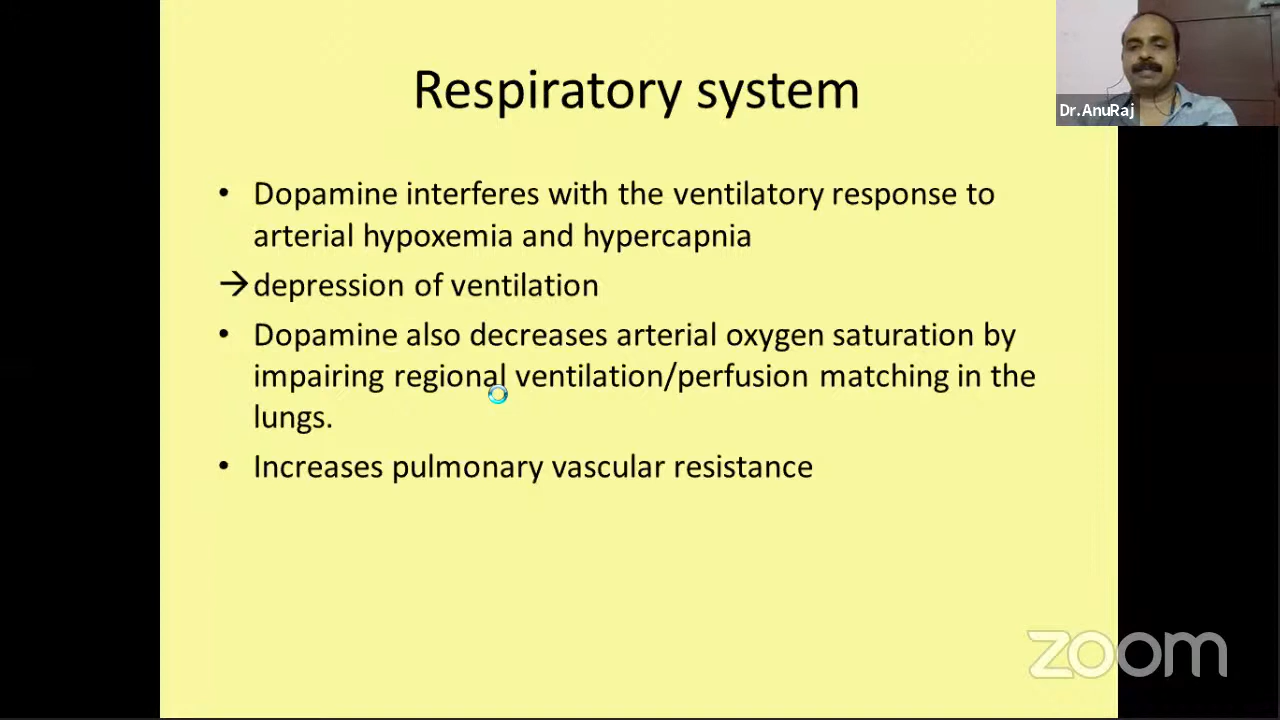 Respiratory system
Dr.AnuRaj
• Dopamine interferes with the ventilatory response to
arterial hypoxemia and hypercapnia
→ depression of ventilation
• Dopamine also decreases arterial oxygen saturation by
impairing regional ventilation/perfusion matching in the
lungs.
• Increases pulmonary vascular resistance
zoom